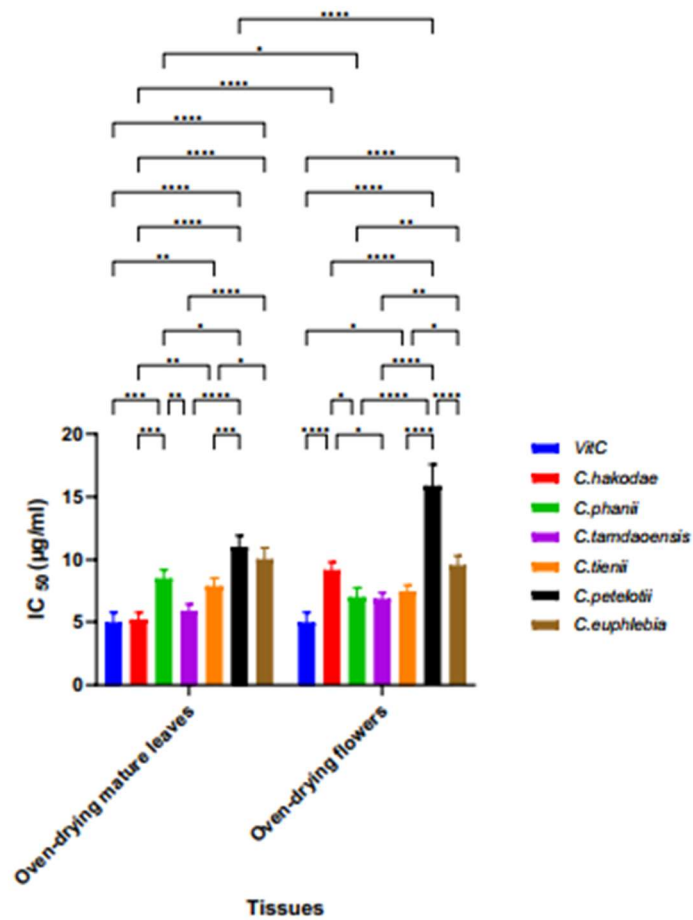 ****
*
****
****
**** ****
**** ****
**** **
** ****
**** **
* * *
** * ****
*** ** **** * **** ****
*** *** **** * ****
20
15
10
5
0
IC 50 (μg/ml)
VitC
C.hakodae
C.phanii
C.tamdaoensis
C.tienii
C.petelotii
C.euphlebia
Oven-drying mature leaves
Oven-drying flowers
Tissues